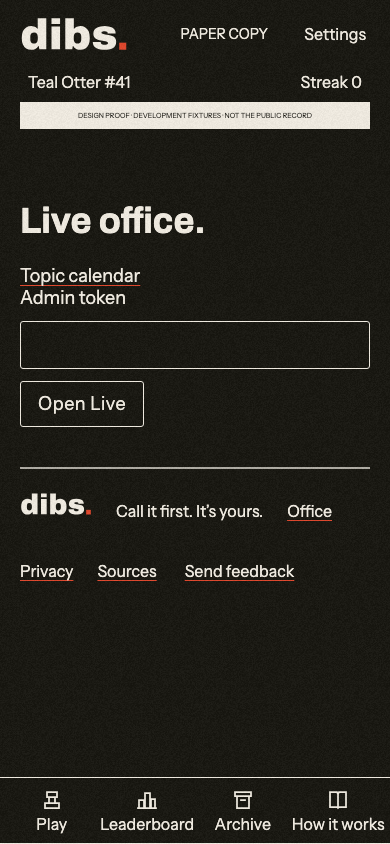 dibs. PAPER COPY Settings
Teal Otter #41 Streak 0
DESIGN PROOF · DEVELOPMENT FIXTURES · NOT THE PUBLIC RECORD
Live office.
Topic calendar
Admin token
Open Live
dibs. Call it first. It's yours. Office
Privacy Sources Send feedback
Play Leaderboard Archive How it works